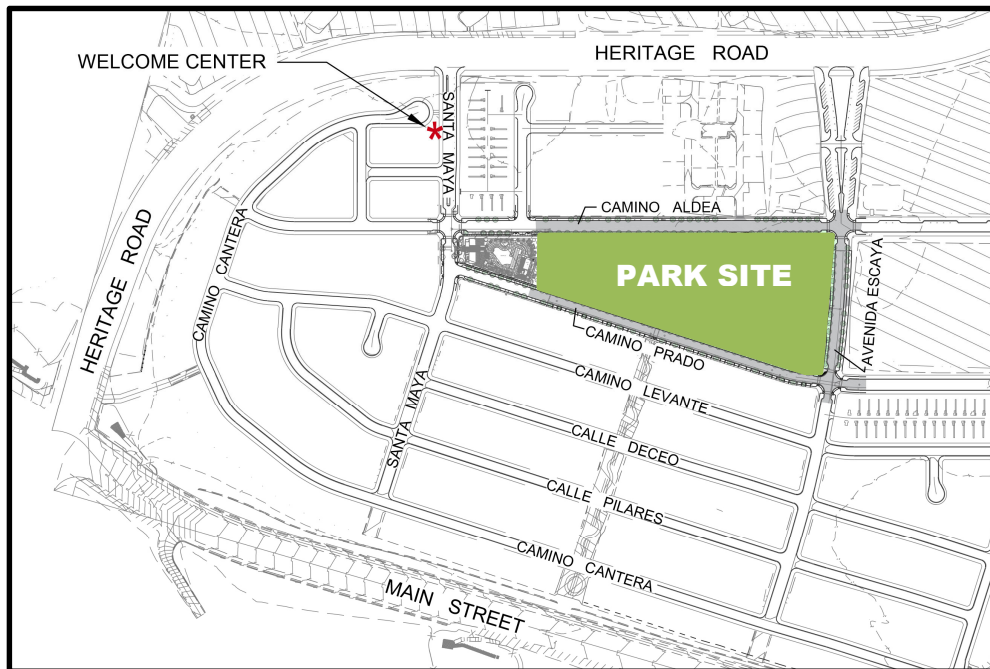 HERITAGE ROAD
WELCOME CENTER
*
SANTA MAYA
CAMINO ALDEA
HERITAGE ROAD
CAMINO CANTERA
PARK SITE
AVENIDA ESCAYA
CAMINO PRADO
CAMINO LEVANTE
SANTA MAYA
CALLE DECEO
CALLE PILARES
CAMINO CANTERA
MAIN STREET